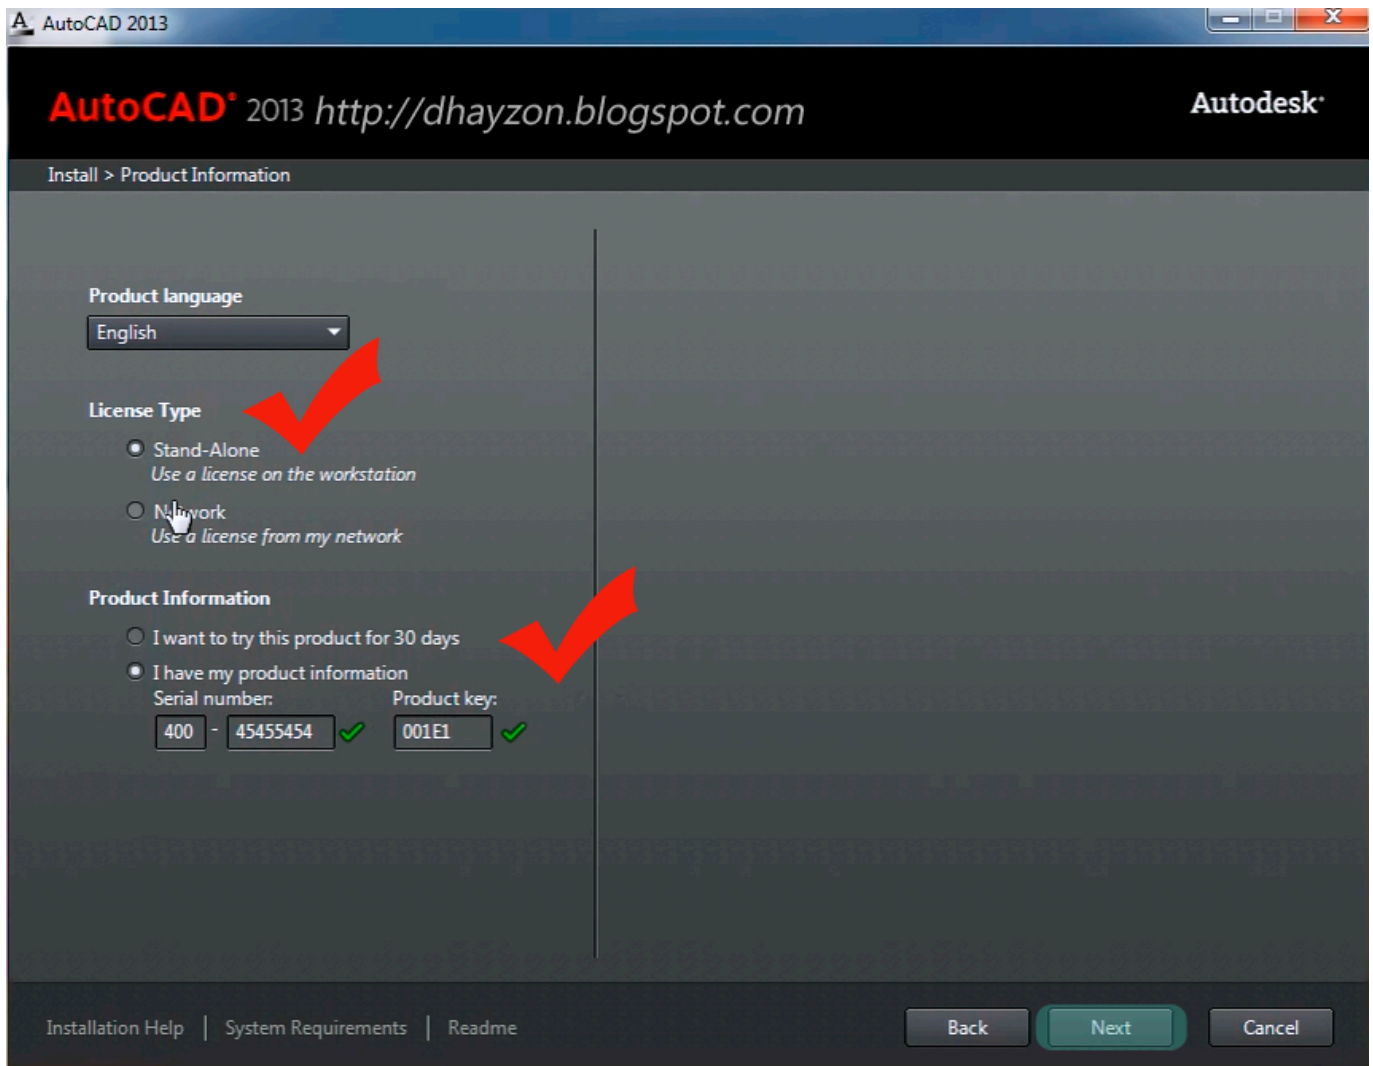 AutoCAD 2013
AutoCAD® 2013 http://dhayzon.blogspot.com
Autodesk®
Install > Product Information
Product language
English
License Type
Stand-Alone
Use a license on the workstation
Network
Use a license from my network
Product Information
I want to try this product for 30 days
I have my product information
Serial number: Product key:
400 - 45455454 001E1
Installation Help | System Requirements | Readme
Back Next Cancel